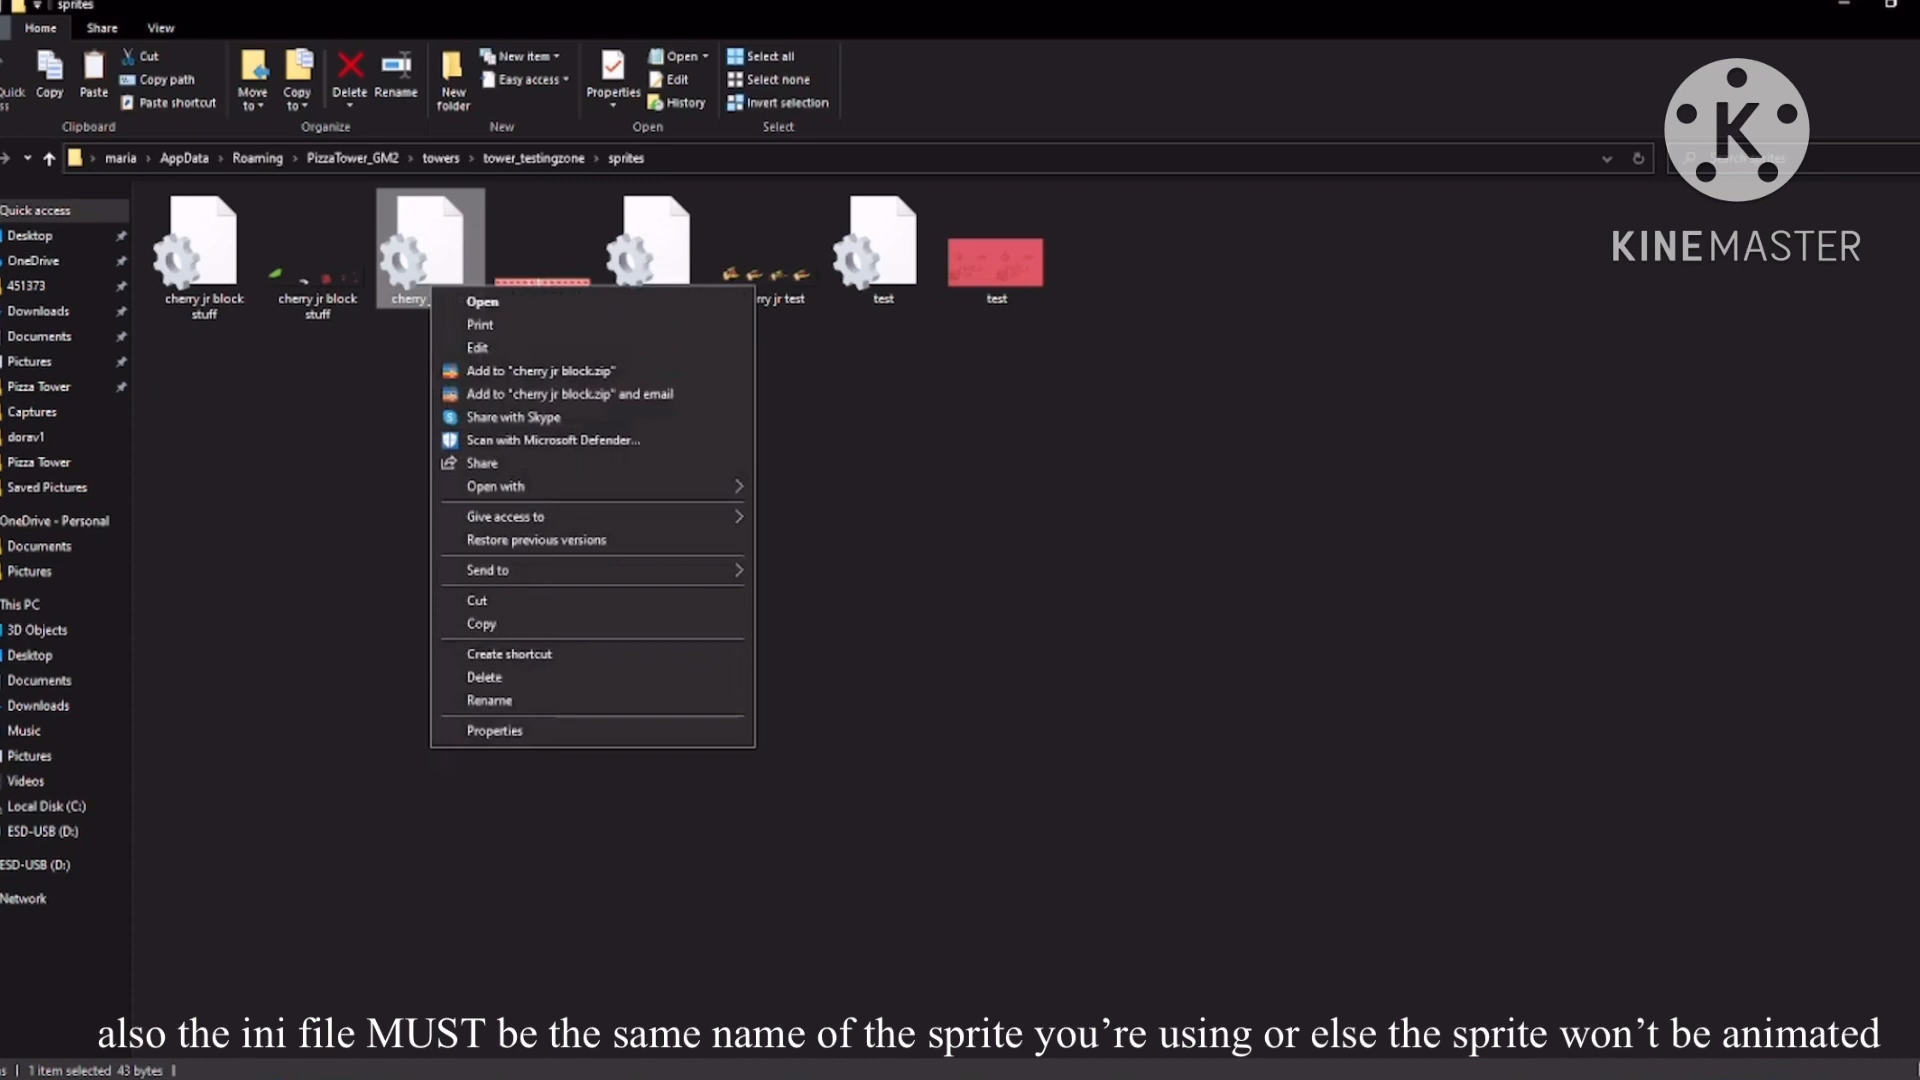 sprites
Home Share View
Copy Paste Cut Copy path Paste shortcut
Move to Copy to Delete Rename
New folder New item Easy access
Properties Open Edit History
Select all Select none Invert selection
Clipboard Organize New Open Select
maria AppData Roaming PizzaTower_GM2 towers tower_testingzone sprites
KINEMASTER
Quick access
Desktop
OneDrive
451373
Downloads
Documents
Pictures
Pizza Tower
Captures
dorav1
Pizza Tower
Saved Pictures
OneDrive - Personal
Documents
Pictures
This PC
3D Objects
Desktop
Documents
Downloads
Music
Pictures
Videos
Local Disk (C:)
ESD-USB (D:)
ESD-USB (D:)
Network
cherry jr block stuff
cherry jr block stuff
cherry
ry jr test
test
test
Open
Print
Edit
Add to "cherry jr block.zip"
Add to "cherry jr block.zip" and email
Share with Skype
Scan with Microsoft Defender...
Share
Open with
Give access to
Restore previous versions
Send to
Cut
Copy
Create shortcut
Delete
Rename
Properties
also the ini file MUST be the same name of the sprite you're using or else the sprite won't be animated
1 item selected 43 bytes